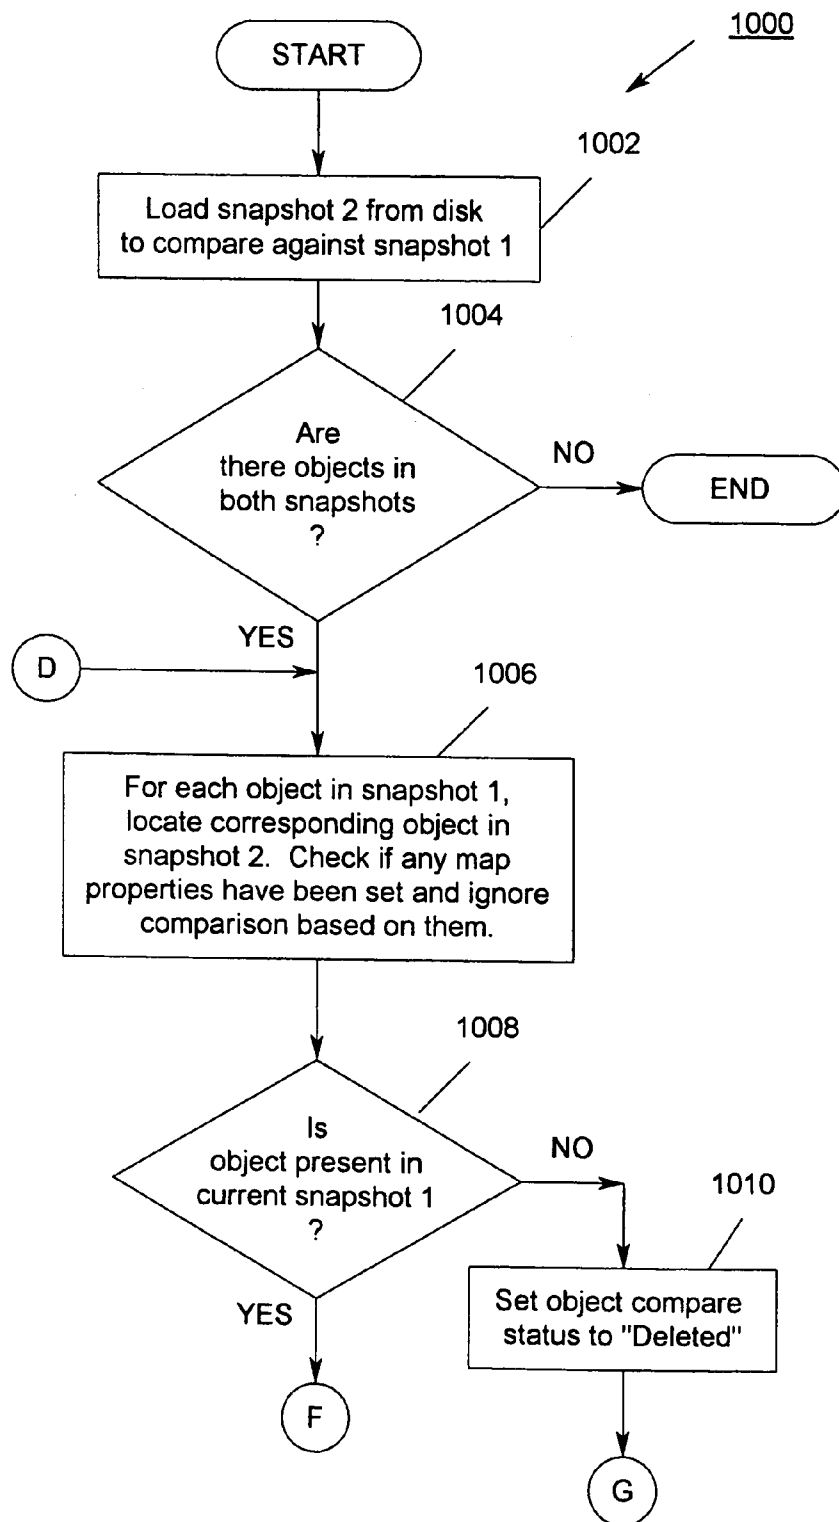 1000
START
1002
Load snapshot 2 from disk
to compare against snapshot 1
1004
Are
there objects in
both snapshots
?
NO
END
YES
D
1006
For each object in snapshot 1,
locate corresponding object in
snapshot 2. Check if any map
properties have been set and ignore
comparison based on them.
1008
Is
object present in
current snapshot 1
?
NO
1010
YES
Set object compare
status to "Deleted"
F
G